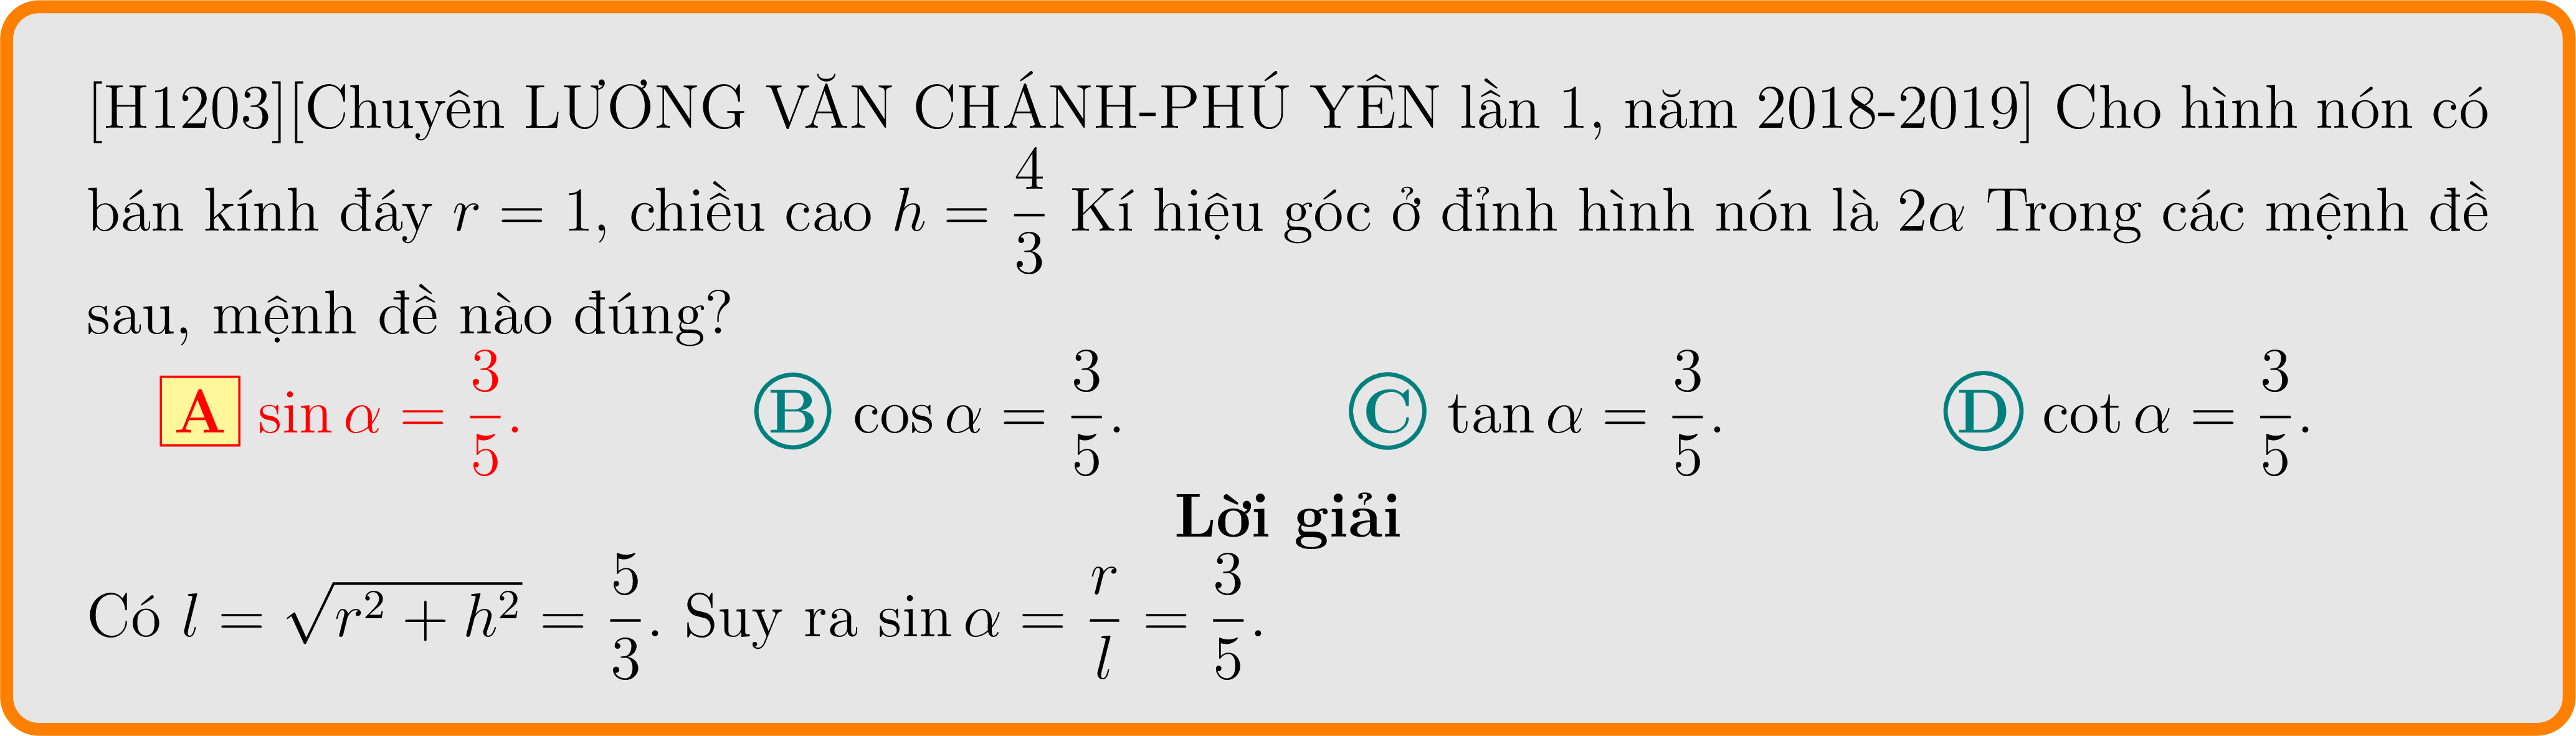 [H1203][Chuyên LƯƠNG VĂN CHÁNH-PHÚ YÊN lần 1, năm 2018-2019] Cho hình nón có
bán kính đáy r = 1, chiều cao h = 4/3 Kí hiệu góc ở đỉnh hình nón là 2α Trong các mệnh đề
sau, mệnh đề nào đúng?
A sin α = 3/5. B cos α = 3/5. C tan α = 3/5. D cot α = 3/5.
Lời giải
Có l = √(r² + h²) = 5/3. Suy ra sin α = r/l = 3/5.